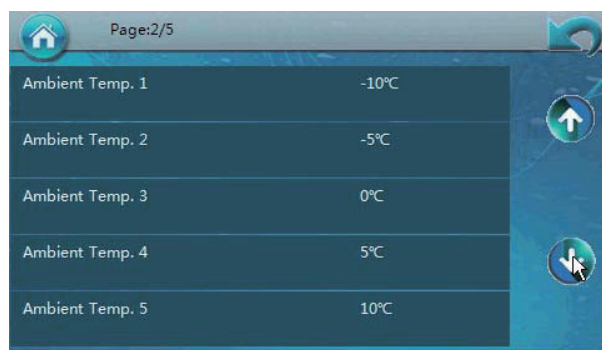 Page:2/5
Ambient Temp. 1 -10℃
Ambient Temp. 2 -5℃
Ambient Temp. 3 0℃
Ambient Temp. 4 5℃
Ambient Temp. 5 10℃